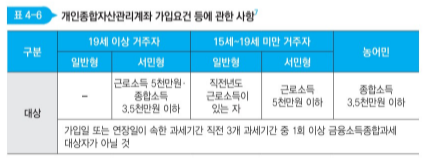 표 4-6 개인종합자산관리계좌 가입요건 등에 관한 사항7
구분 19세 이상 거주자 15세~19세 미만 거주자 농어민
일반형 서민형 일반형 서민형
대상 – 근로소득 5천만원· 종합소득 3,5천만원 이하 직전년도 근로소득이 있는 자 근로소득 5천만원 이하 종합소득 3,5천만원 이하
가입일 또는 연장일이 속한 과세기간 직전 3개 과세기간 중 1회 이상 금융소득종합과세
대상자가 아닐 것